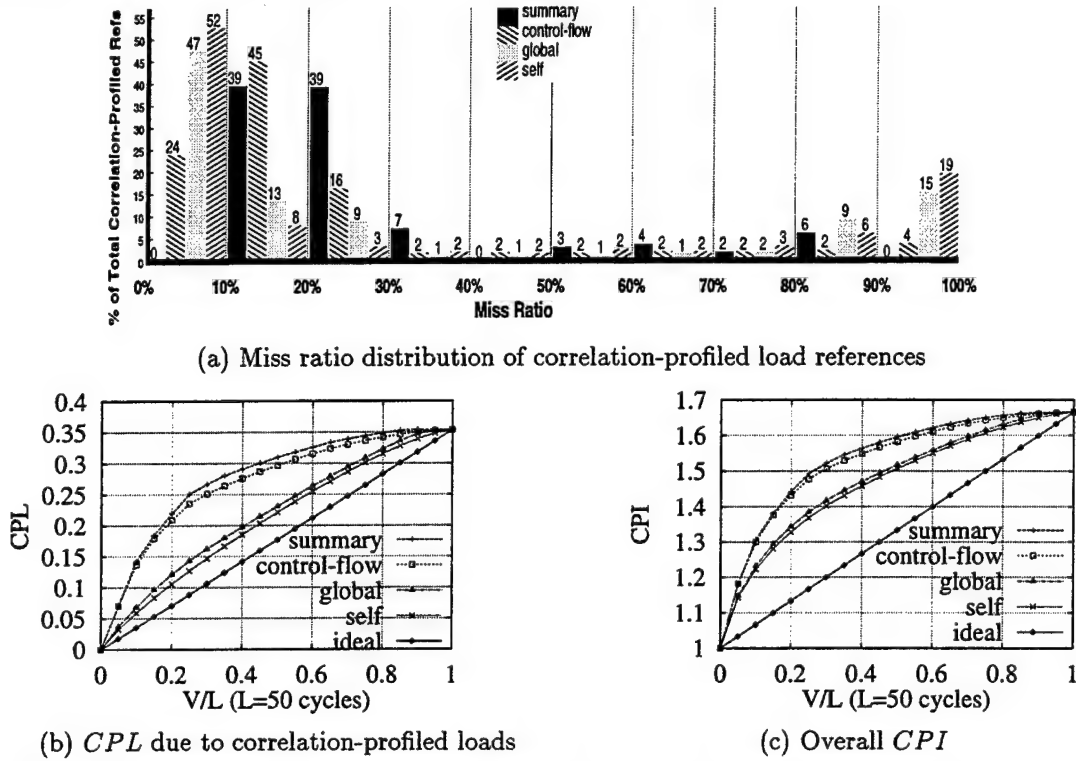 % of Total Correlation-Profiled Refs
55
50
45
40
35
30
25
20
15
10
5
0
summary
control-flow
global
self
0 24 47 52 39 45 13 8 39 16 9 3 7 2 1 2 0 2 1 2 3 2 1 2 4 2 1 2 2 2 2 3 6 2 9 6 0 4 15 19
0% 10% 20% 30% 40% 50% 60% 70% 80% 90% 100%
Miss Ratio
(a) Miss ratio distribution of correlation-profiled load references
CPL
0.4
0.35
0.3
0.25
0.2
0.15
0.1
0.05
0
summary
control-flow
global
self
ideal
0 0.2 0.4 0.6 0.8 1
V/L (L=50 cycles)
(b) CPL due to correlation-profiled loads
CPI
1.7
1.6
1.5
1.4
1.3
1.2
1.1
1
summary
control-flow
global
self
ideal
0 0.2 0.4 0.6 0.8 1
V/L (L=50 cycles)
(c) Overall CPI